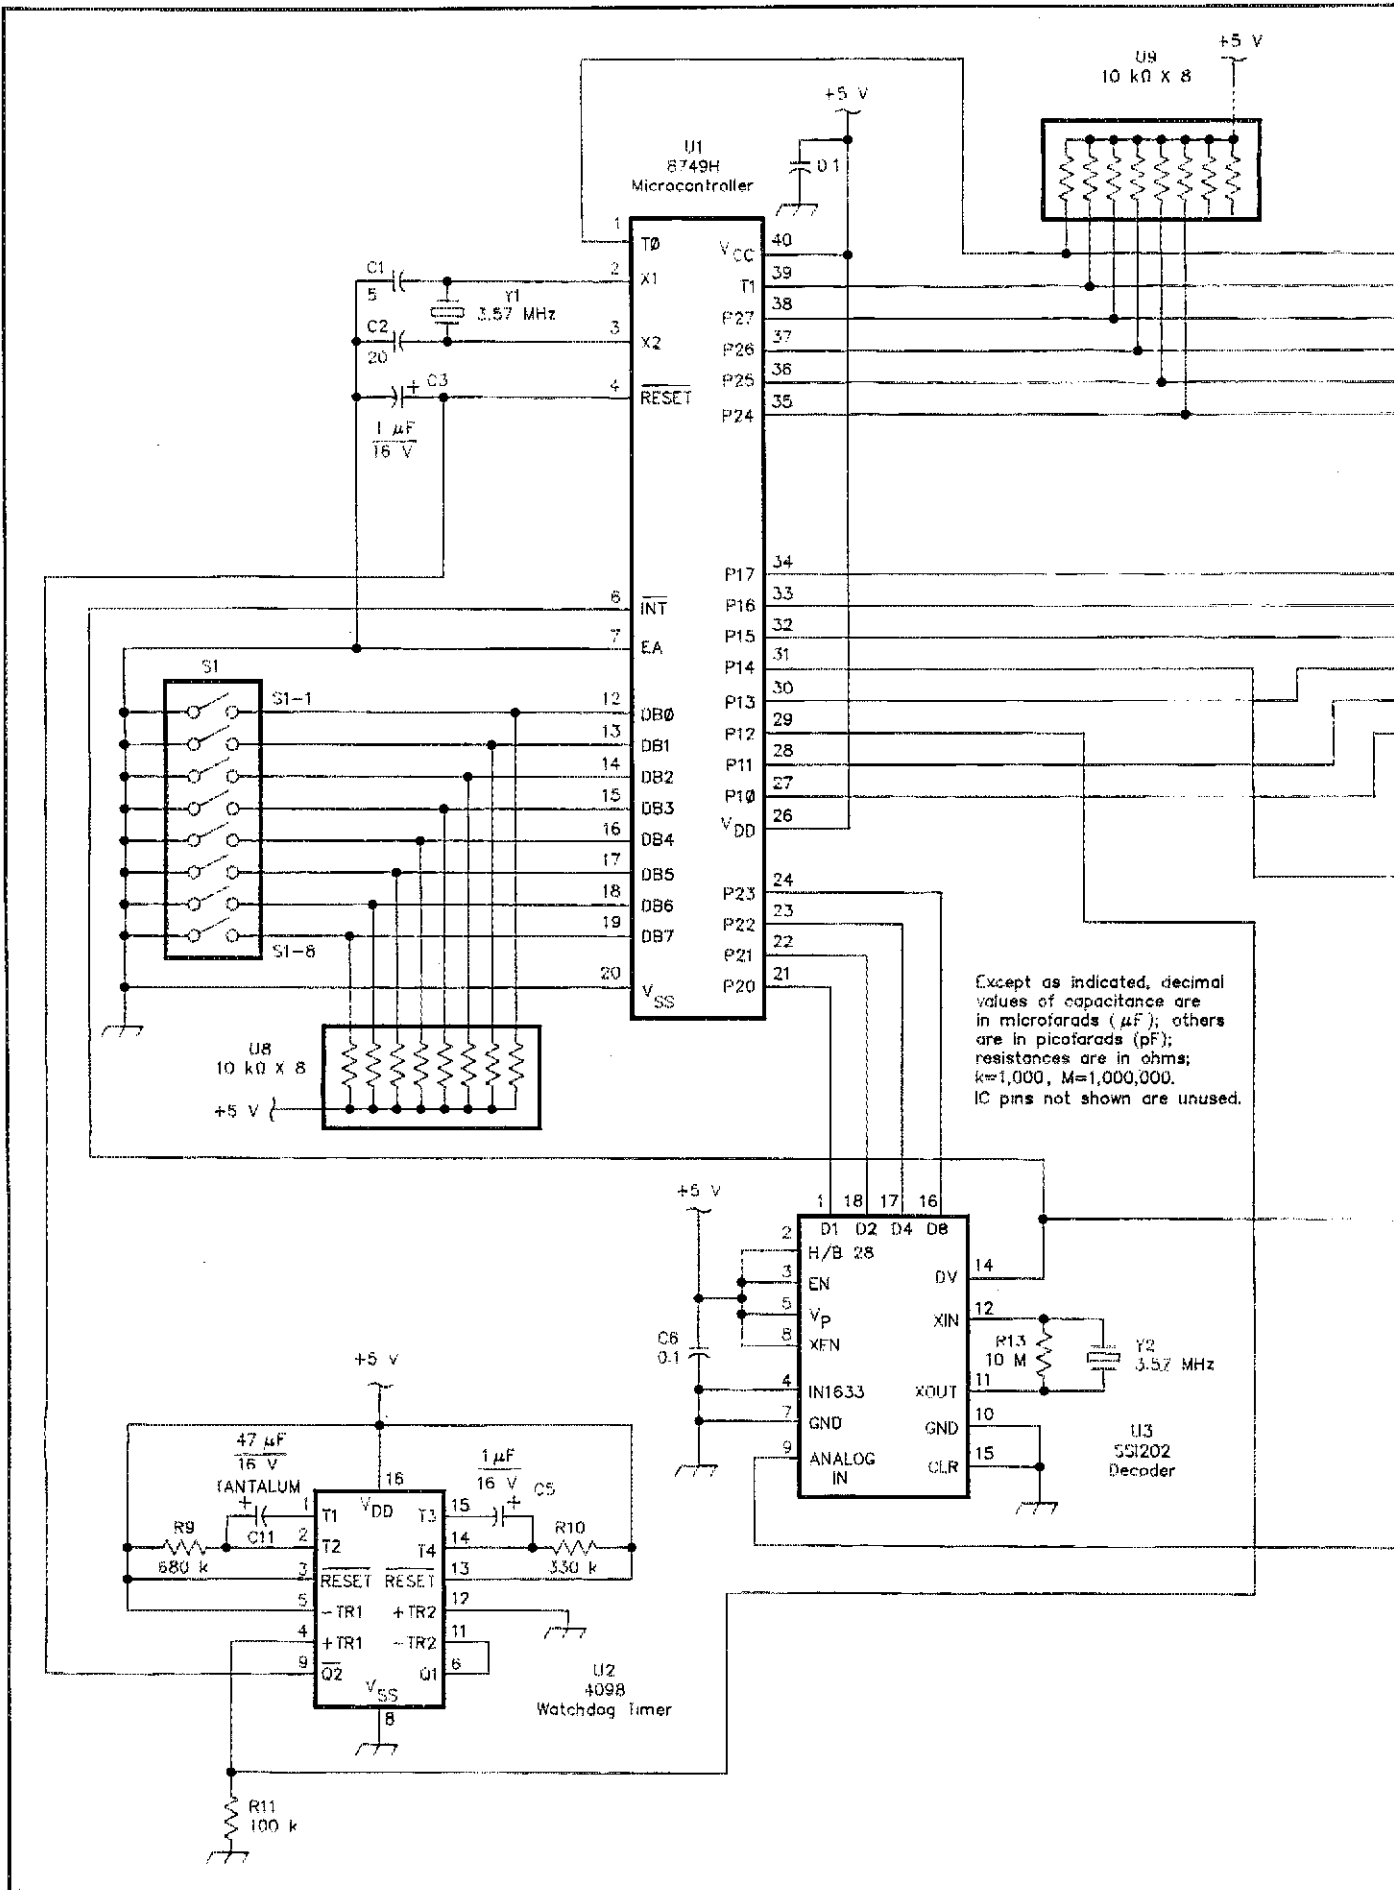 U9
10 kΩ X 8
+5 V
+5 V
0.1
U1
8749H
Microcontroller
1
T0
2
X1
3
X2
4
RESET
6
INT
7
EA
12
DB0
13
DB1
14
DB2
15
DB3
16
DB4
17
DB5
18
DB6
19
DB7
20
VSS
VCC
40
T1
39
P27
38
P26
37
P25
36
P24
35
P17
34
P16
33
P15
32
P14
31
P13
30
P12
29
P11
28
P10
27
VDD
26
P23
24
P22
23
P21
22
P20
21
C1
5
Y1
3.57 MHz
C2
20
+
C3
1 μF
16 V
S1
S1-1
S1-8
U8
10 kΩ X 8
+5 V
Except as indicated, decimal
values of capacitance are
in microfarads (μF); others
are in picofarads (pF);
resistances are in ohms;
k=1,000, M=1,000,000.
IC pins not shown are unused.
+5 V
C6
0.1
1
18
17
16
D1
D2
D4
D8
2
H/B 28
3
EN
5
VP
8
XEN
4
IN1633
7
GND
9
ANALOG
IN
DV
14
XIN
12
XOUT
11
GND
10
CLR
15
R13
10 M
Y2
3.57 MHz
U3
SSI202
Decoder
+5 V
47 μF
16 V
TANTALUM
+
C11
R9
680 k
1 μF
16 V
+
C5
R10
330 k
16
VDD
1
T1
2
T2
3
RESET
5
-TR1
4
+TR1
9
Q2
T3
15
T4
14
RESET
13
+TR2
12
-TR2
11
Q1
6
VSS
8
U2
4098
Watchdog Timer
R11
100 k